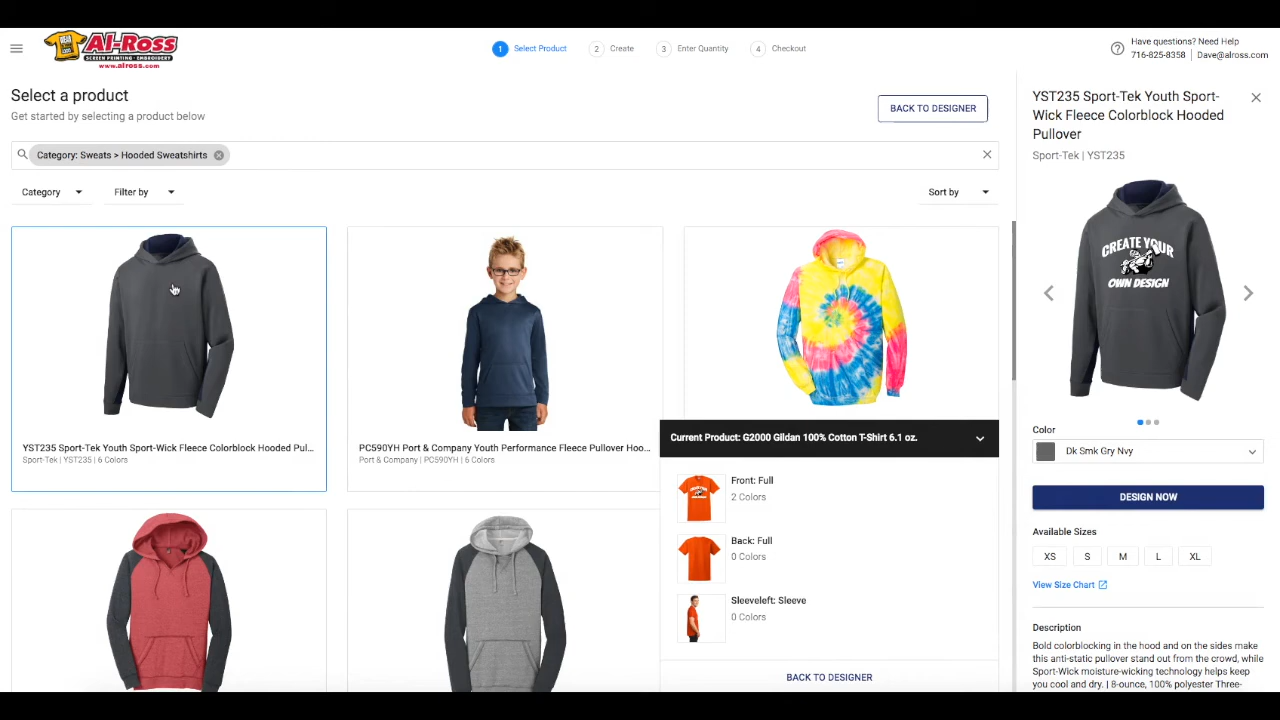 Al-Ross
SCREEN PRINTING · EMBROIDERY
www.alross.com
1 Select Product
2 Create
3 Enter Quantity
4 Checkout
Have questions? Need Help
716-825-8358 | Dave@alross.com
Select a product
Get started by selecting a product below
BACK TO DESIGNER
Category: Sweats > Hooded Sweatshirts
Category
Filter by
Sort by
YST235 Sport-Tek Youth Sport-Wick Fleece Colorblock Hooded Pul...
Sport-Tek | YST235 | 6 Colors
PC590YH Port & Company Youth Performance Fleece Pullover Hoo...
Port & Company | PC590YH | 6 Colors
Current Product: G2000 Gildan 100% Cotton T-Shirt 6.1 oz.
Front: Full
2 Colors
Back: Full
0 Colors
Sleeveleft: Sleeve
0 Colors
BACK TO DESIGNER
YST235 Sport-Tek Youth Sport-
Wick Fleece Colorblock Hooded
Pullover
Sport-Tek | YST235
CREATE YOUR
OWN DESIGN
Color
Dk Smk Gry Nvy
DESIGN NOW
Available Sizes
XS
S
M
L
XL
View Size Chart
Description
Bold colorblocking in the hood and on the sides make
this anti-static pullover stand out from the crowd, while
Sport-Wick moisture-wicking technology helps keep
you cool and dry. | 8-ounce, 100% polyester Three-